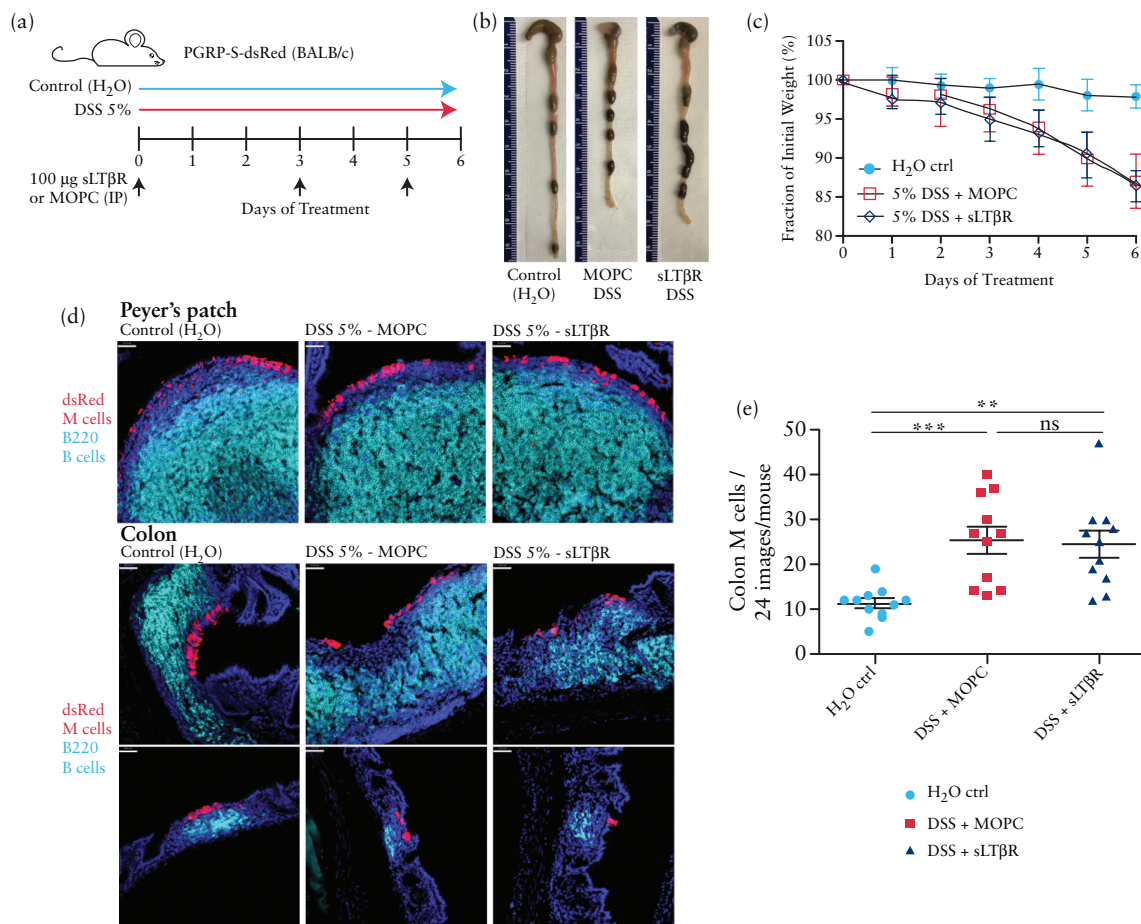 (a)
PGRP-S-dsRed (BALB/c)
Control (H₂O)
DSS 5%
0 1 2 3 4 5 6
100 µg sLTβR
or MOPC (IP)
Days of Treatment
(b)
Control
(H₂O)
MOPC
DSS
sLTβR
DSS
(c)
Fraction of Initial Weight (%)
105
100
95
90
85
80
H₂O ctrl
5% DSS + MOPC
5% DSS + sLTβR
0 1 2 3 4 5 6
Days of Treatment
(d)
Peyer’s patch
Control (H₂O) DSS 5% - MOPC DSS 5% - sLTβR
dsRed
M cells
B220
B cells
Colon
Control (H₂O) DSS 5% - MOPC DSS 5% - sLTβR
dsRed
M cells
B220
B cells
(e)
Colon M cells /
24 images/mouse
**
*** ns
50
40
30
20
10
0
H₂O ctrl
DSS + MOPC
DSS + sLTβR
H₂O ctrl
DSS + MOPC
DSS + sLTβR